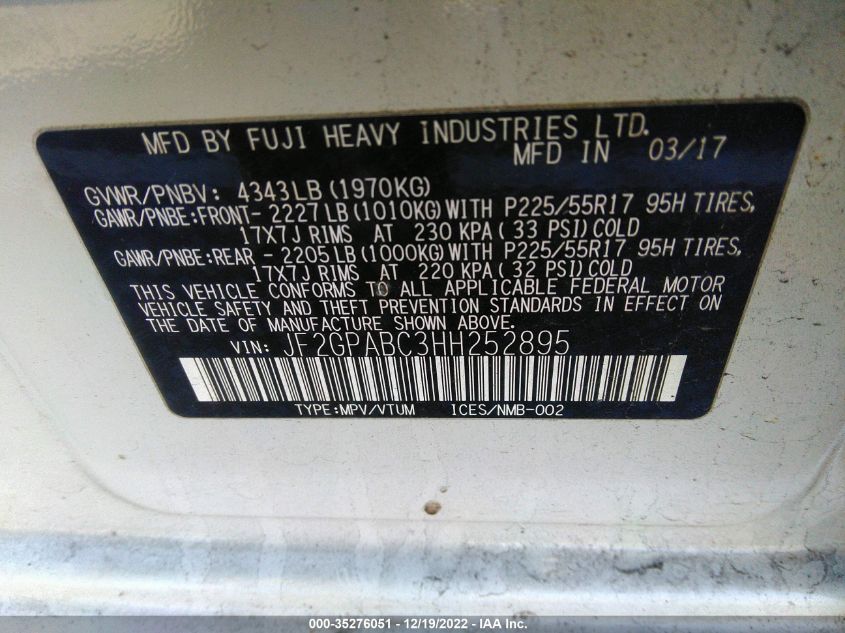 MFD BY FUJI HEAVY INDUSTRIES LTD.
MFD IN 03/17
GVWR/PNBV: 4343LB (1970KG)
GAWR/PNBE:FRONT- 2227LB (1010KG) WITH P225/55R17 95H TIRES,
17X7J RIMS AT 230 KPA ( 33 PSI) COLD
GAWR/PNBE:REAR - 2205LB (1000KG) WITH P225/55R17 95H TIRES,
17X7J RIMS AT 220 KPA ( 32 PSI) COLD
THIS VEHICLE CONFORMS TO ALL APPLICABLE FEDERAL MOTOR
VEHICLE SAFETY AND THEFT PREVENTION STANDARDS IN EFFECT ON
THE DATE OF MANUFACTURE SHOWN ABOVE.
VIN: JF2GPABC3HH252895
TYPE:MPV/VTUM ICES/NMB-002
000-35276051 - 12/19/2022 - IAA Inc.